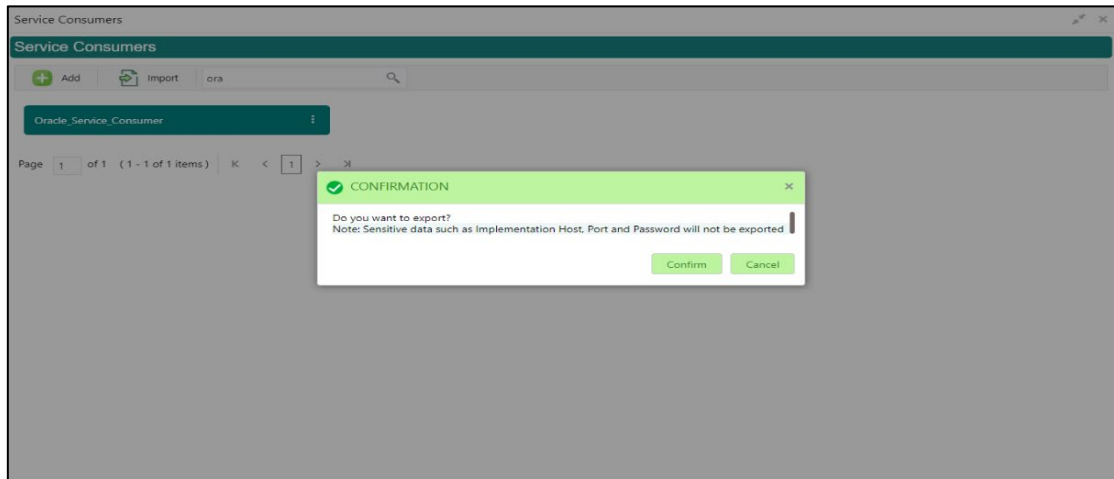 Service Consumers
Service Consumers
Add Import ora
Oracle_Service_Consumer
Page 1 of 1 (1 - 1 of 1 items) K < 1 > >|
CONFIRMATION ×
Do you want to export?
Note: Sensitive data such as Implementation Host, Port and Password will not be exported
Confirm Cancel